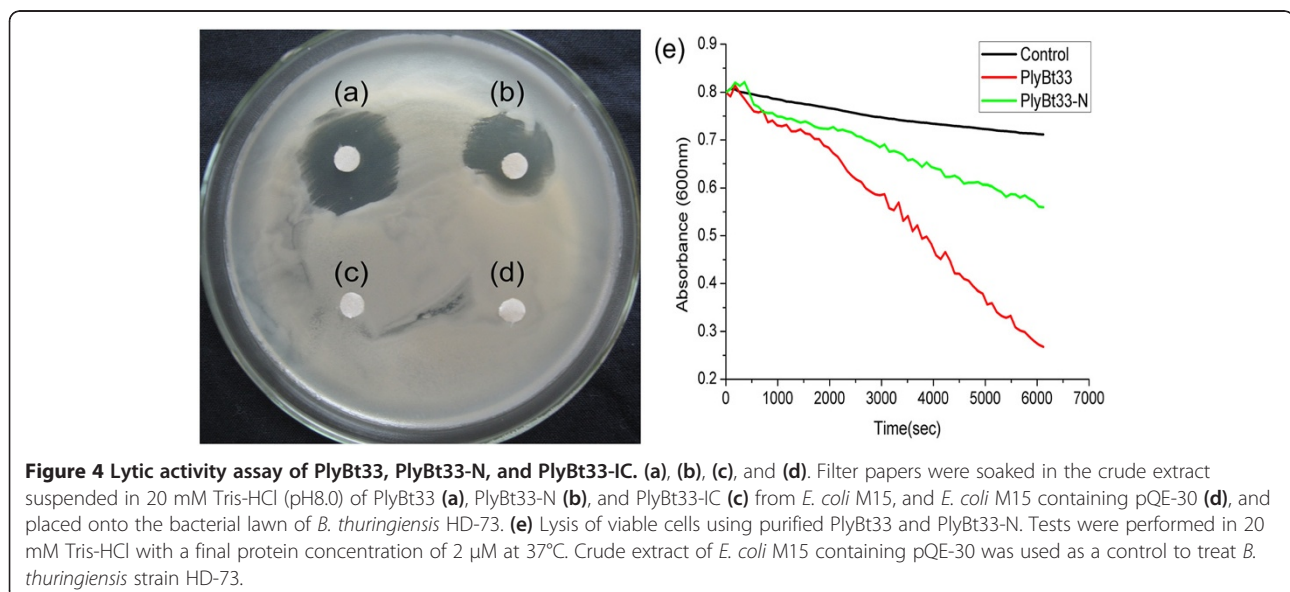 (a)
(b)
(c)
(d)
(e)
Control
PlyBt33
PlyBt33-N
0.9
0.8
0.7
0.6
0.5
0.4
0.3
0.2
Absorbance (600nm)
0 1000 2000 3000 4000 5000 6000 7000
Time(sec)
Figure 4 Lytic activity assay of PlyBt33, PlyBt33-N, and PlyBt33-IC. (a), (b), (c), and (d). Filter papers were soaked in the crude extract
suspended in 20 mM Tris-HCl (pH8.0) of PlyBt33 (a), PlyBt33-N (b), and PlyBt33-IC (c) from E. coli M15, and E. coli M15 containing pQE-30 (d), and
placed onto the bacterial lawn of B. thuringiensis HD-73. (e) Lysis of viable cells using purified PlyBt33 and PlyBt33-N. Tests were performed in 20
mM Tris-HCl with a final protein concentration of 2 μM at 37°C. Crude extract of E. coli M15 containing pQE-30 was used as a control to treat B.
thuringiensis strain HD-73.